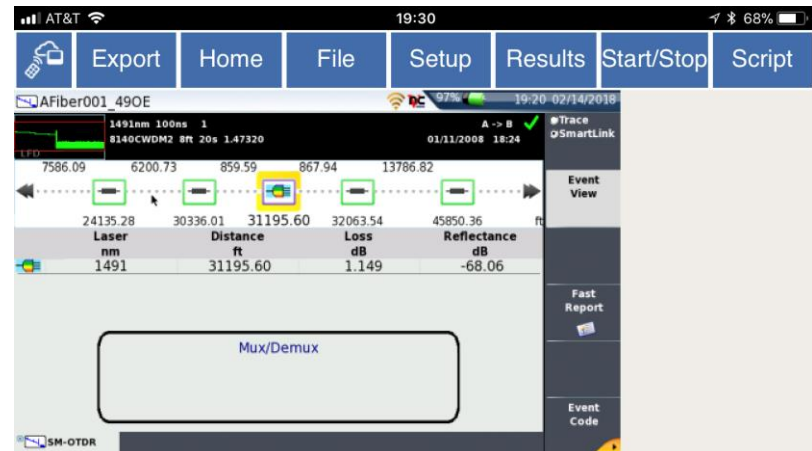 AT&T 19:30 68%
Export Home File Setup Results Start/Stop Script
AFiber001_49OE 97% 19:20 02/14/2018
1491nm 100ns 1 A -> B
8140CWDM2 8ft 20s 1.47320 01/11/2008 18:24
LFD
Trace
SmartLink
7586.09 6200.73 859.59 867.94 13786.82
24135.28 30336.01 31195.60 32063.54 45850.36 ft
Event
View
Laser Distance Loss Reflectance
nm ft dB dB
1491 31195.60 1.149 -68.06
Fast
Report
Mux/Demux
Event
Code
SM-OTDR